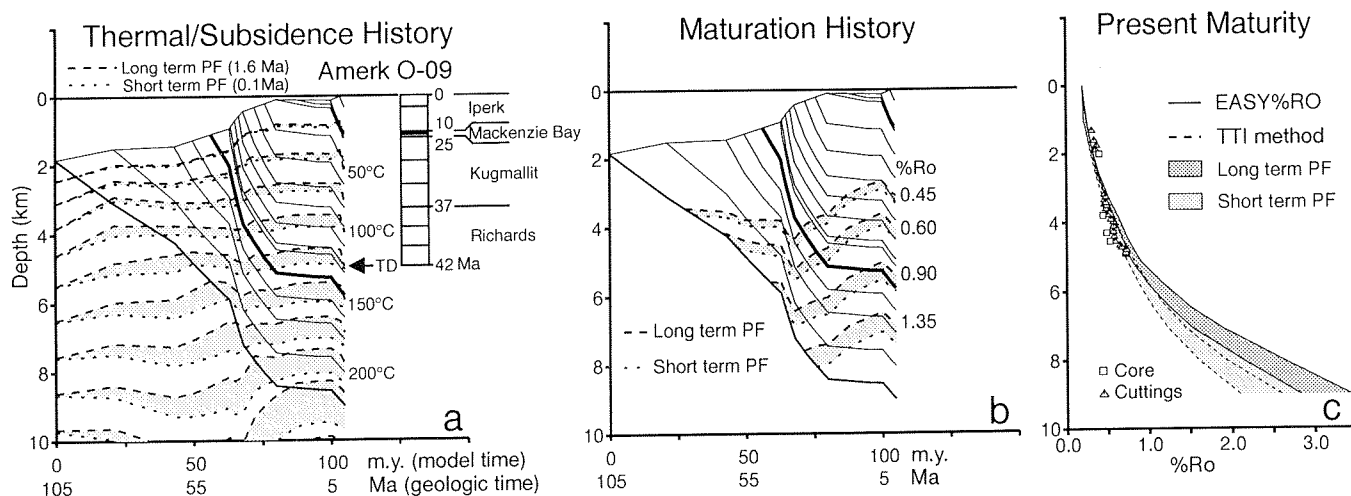 Thermal/Subsidence History
Long term PF (1.6 Ma)
Short term PF (0.1Ma)
Amerk O-09
0
2
4
6
8
10
Depth (km)
50°C
100°C
150°C
200°C
0
10
25
37
42 Ma
Iperk
Mackenzie Bay
Kugmallit
Richards
TD
a
0 50 100 m.y. (model time)
105 55 5 Ma (geologic time)
Maturation History
0
2
4
6
8
10
%Ro
0.45
0.60
0.90
1.35
Long term PF
Short term PF
b
0 50 100 m.y.
105 55 5 Ma
Present Maturity
0
2
4
6
8
10
EASY%RO
TTI method
Long term PF
Short term PF
Core
Cuttings
c
0.0 1.0 2.0 3.0
%Ro